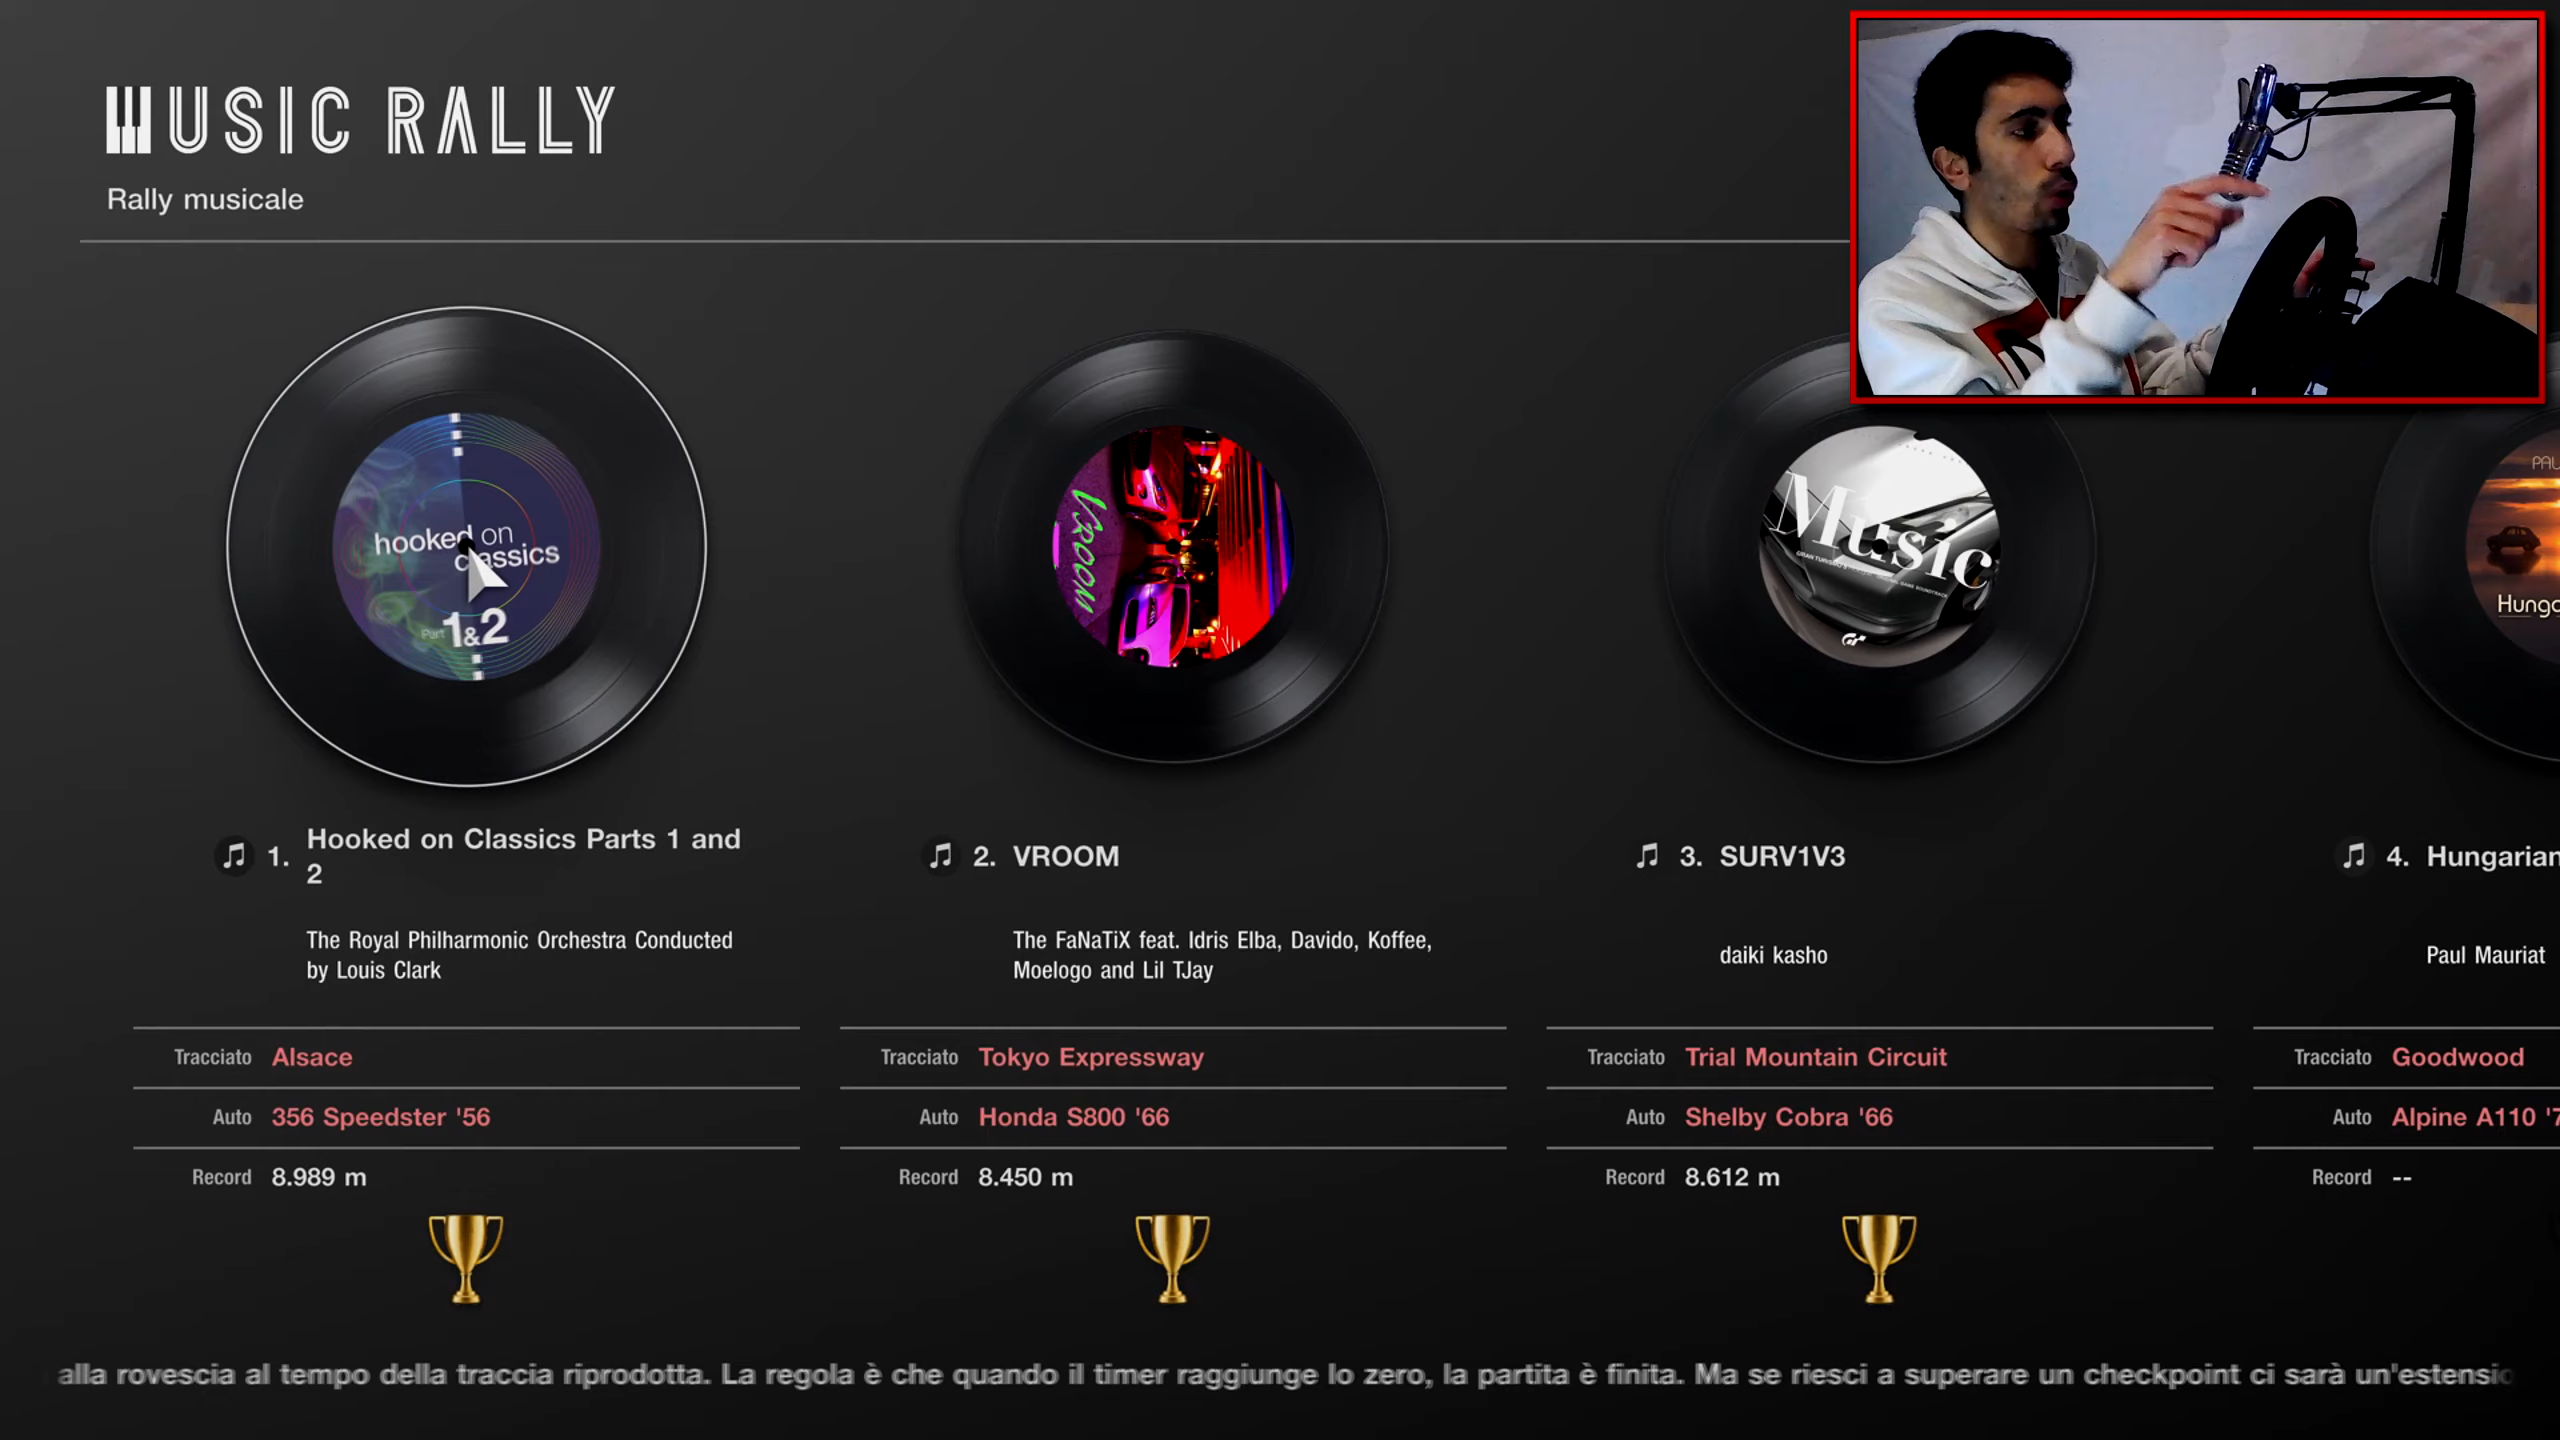 MUSIC RALLY
Rally musicale
hooked on
classics
Part 1&2
VROOM
Music
GRAN TURISMO
PAU
Hunga
1. Hooked on Classics Parts 1 and
2
The Royal Philharmonic Orchestra Conducted
by Louis Clark
Tracciato Alsace
Auto 356 Speedster '56
Record 8.989 m
2. VROOM
The FaNaTiX feat. Idris Elba, Davido, Koffee,
Moelogo and Lil TJay
Tracciato Tokyo Expressway
Auto Honda S800 '66
Record 8.450 m
3. SURV1V3
daiki kasho
Tracciato Trial Mountain Circuit
Auto Shelby Cobra '66
Record 8.612 m
4. Hungarian
Paul Mauriat
Tracciato Goodwood
Auto Alpine A110 '7
Record --
alla rovescia al tempo della traccia riprodotta. La regola è che quando il timer raggiunge lo zero, la partita è finita. Ma se riesci a superare un checkpoint ci sarà un'estensio